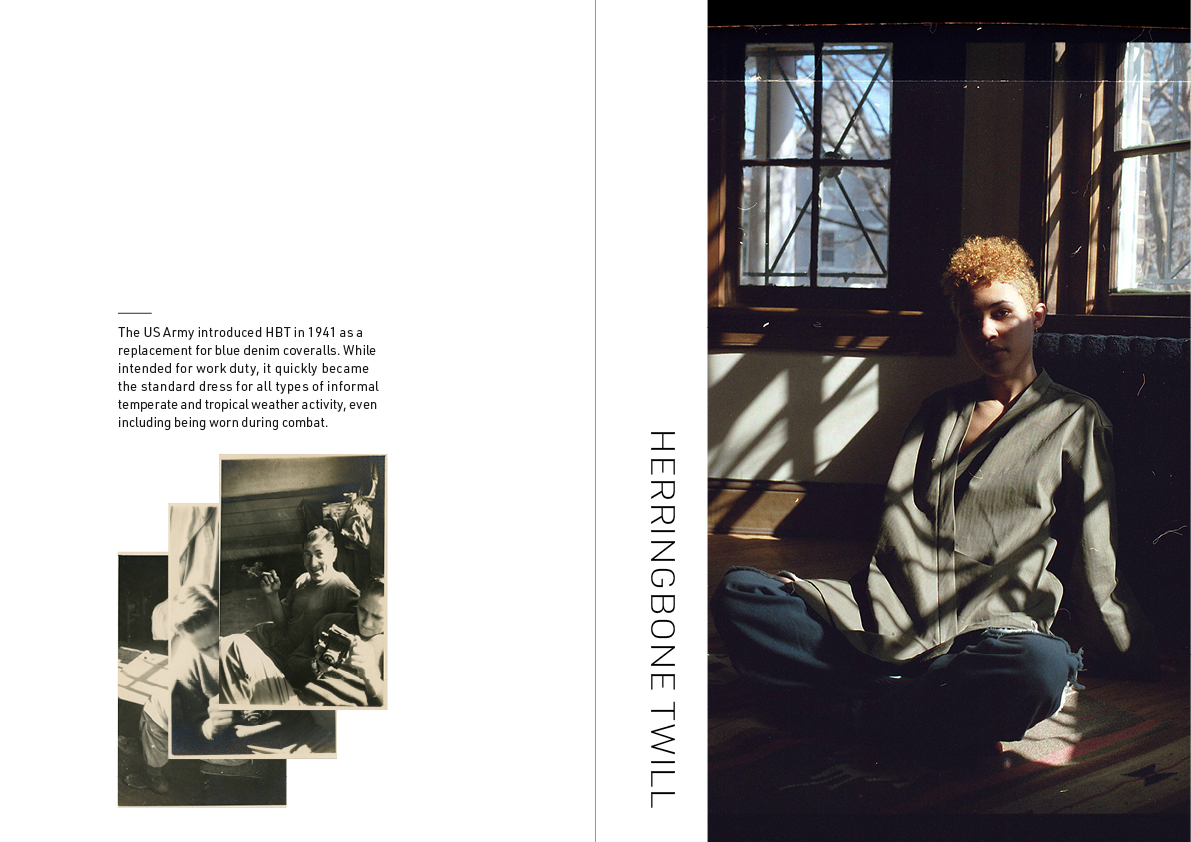 The US Army introduced HBT in 1941 as a
replacement for blue denim coveralls. While
intended for work duty, it quickly became
the standard dress for all types of informal
temperate and tropical weather activity, even
including being worn during combat.
HERRINGBONE TWILL